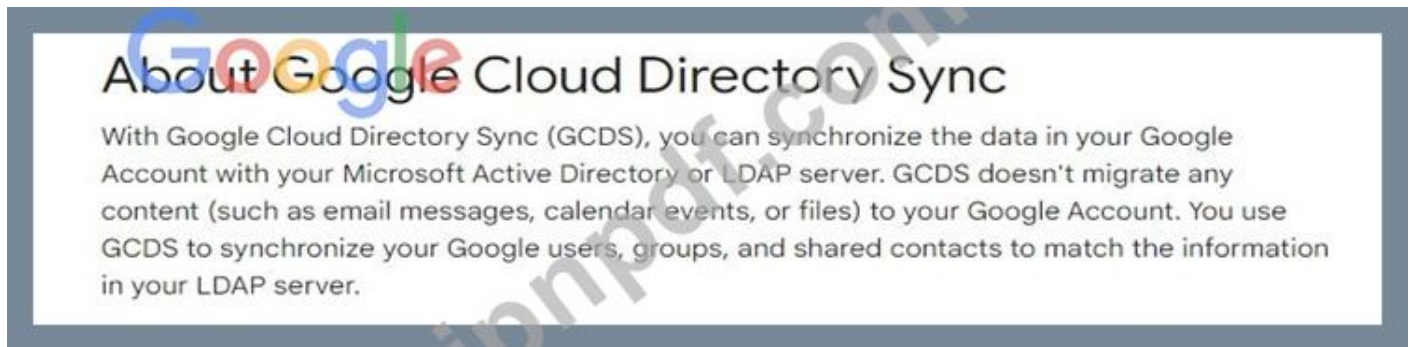 Google
About Google Cloud Directory Sync
With Google Cloud Directory Sync (GCDS), you can synchronize the data in your Google
Account with your Microsoft Active Directory or LDAP server. GCDS doesn't migrate any
content (such as email messages, calendar events, or files) to your Google Account. You use
GCDS to synchronize your Google users, groups, and shared contacts to match the information
in your LDAP server.
ipnpdf.com